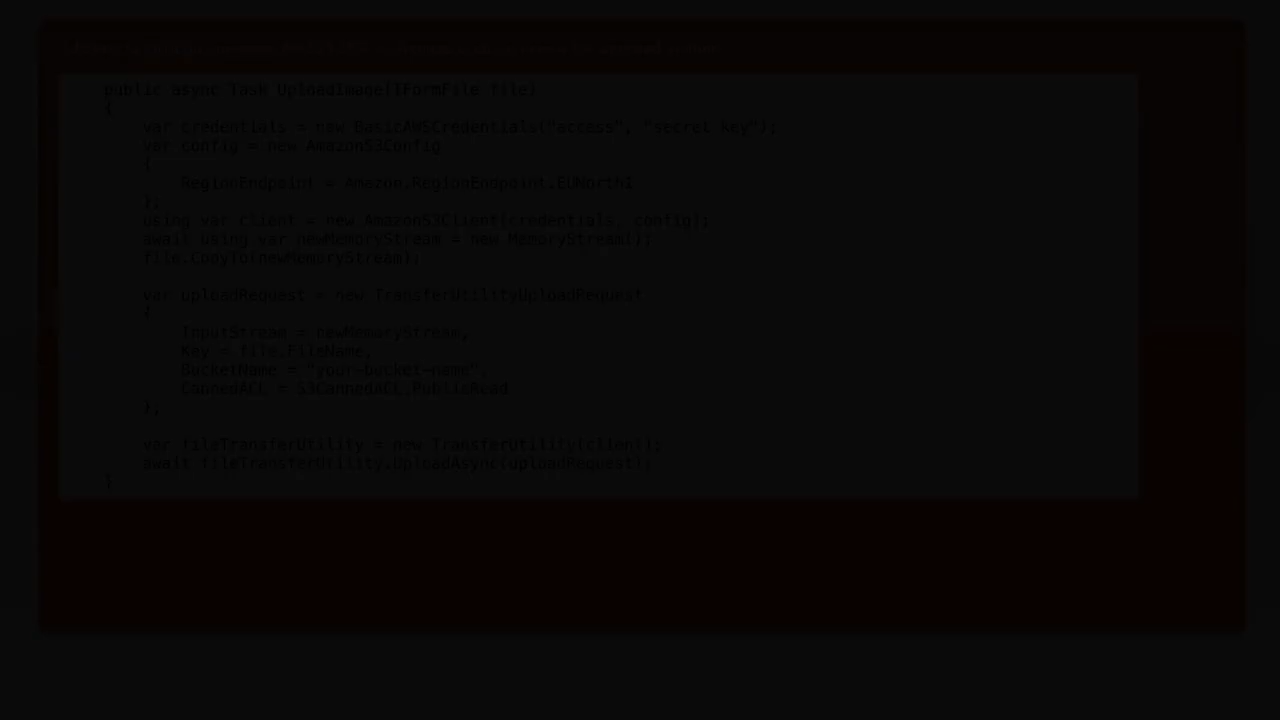 public async Task UploadImage(IFormFile file)
{
var credentials = new BasicAWSCredentials("access", "secret key");
var config = new AmazonS3Config
{
RegionEndpoint = Amazon.RegionEndpoint.EUNorth1
};
using var client = new AmazonS3Client(credentials, config);
await using var newMemoryStream = new MemoryStream();
file.CopyTo(newMemoryStream);
var uploadRequest = new TransferUtilityUploadRequest
{
InputStream = newMemoryStream,
Key = file.FileName,
BucketName = "your-bucket-name",
CannedACL = S3CannedACL.PublicRead
};
var fileTransferUtility = new TransferUtility(client);
await fileTransferUtility.UploadAsync(uploadRequest);
}